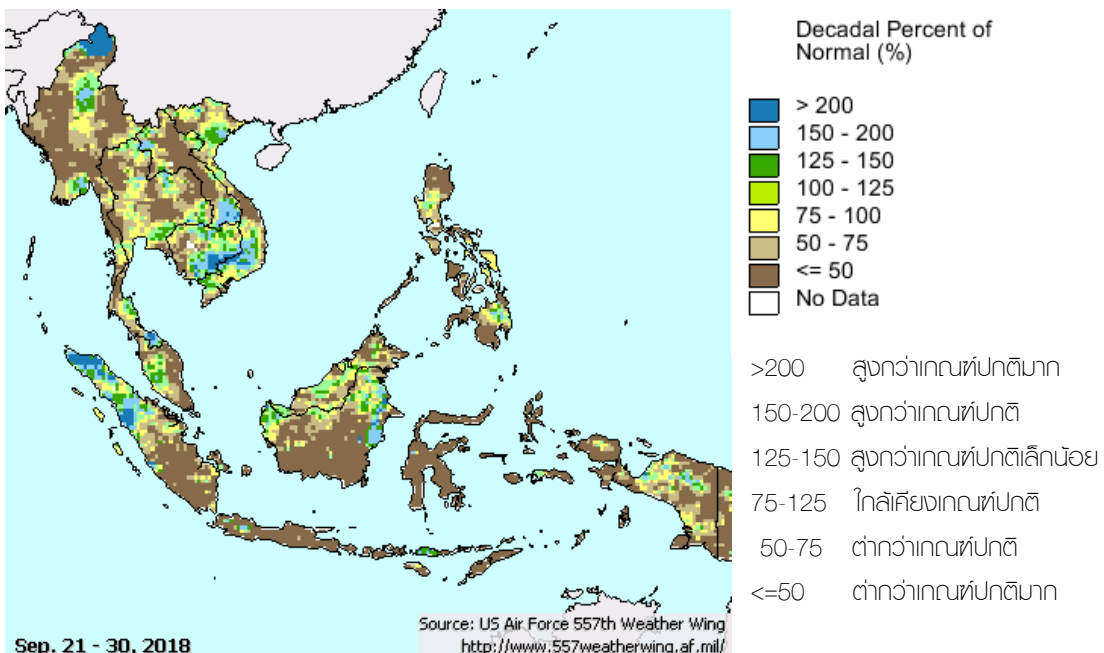 Decadal Percent of
Normal (%)
> 200
150 - 200
125 - 150
100 - 125
75 - 100
50 - 75
<= 50
No Data
>200 สูงกว่าเกณฑ์ปกติมาก
150-200 สูงกว่าเกณฑ์ปกติ
125-150 สูงกว่าเกณฑ์ปกติเล็กน้อย
75-125 ใกล้เคียงเกณฑ์ปกติ
50-75 ต่ำกว่าเกณฑ์ปกติ
<=50 ต่ำกว่าเกณฑ์ปกติมาก
Source: US Air Force 557th Weather Wing
Sep. 21 - 30, 2018 http://www.557weatherwing.af.mil/